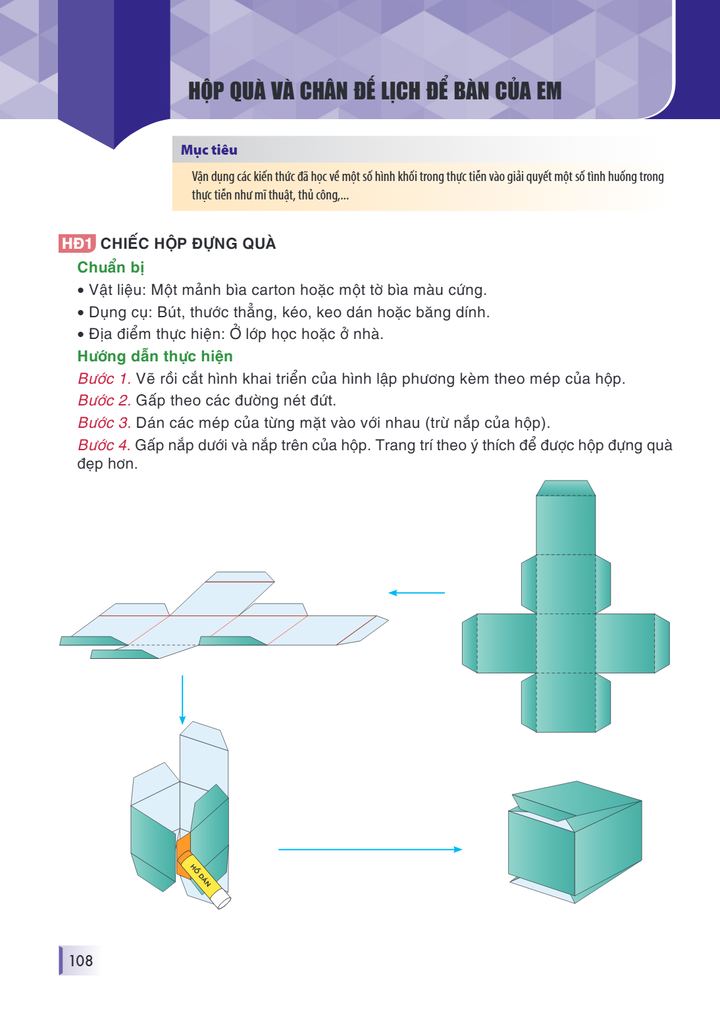 HỘP QUÀ VÀ CHÂN ĐẾ LỊCH ĐỂ BÀN CỦA EM
Mục tiêu
Vận dụng các kiến thức đã học về một số hình khối trong thực tiễn vào giải quyết một số tình huống trong
thực tiễn như mĩ thuật, thủ công,...
HĐ1 CHIẾC HỘP ĐỰNG QUÀ
Chuẩn bị
• Vật liệu: Một mảnh bìa carton hoặc một tờ bìa màu cứng.
• Dụng cụ: Bút, thước thẳng, kéo, keo dán hoặc băng dính.
• Địa điểm thực hiện: Ở lớp học hoặc ở nhà.
Hướng dẫn thực hiện
Bước 1. Vẽ rồi cắt hình khai triển của hình lập phương kèm theo mép của hộp.
Bước 2. Gấp theo các đường nét đứt.
Bước 3. Dán các mép của từng mặt vào với nhau (trừ nắp của hộp).
Bước 4. Gấp nắp dưới và nắp trên của hộp. Trang trí theo ý thích để được hộp đựng quà
đẹp hơn.
HỒ DÁN
108